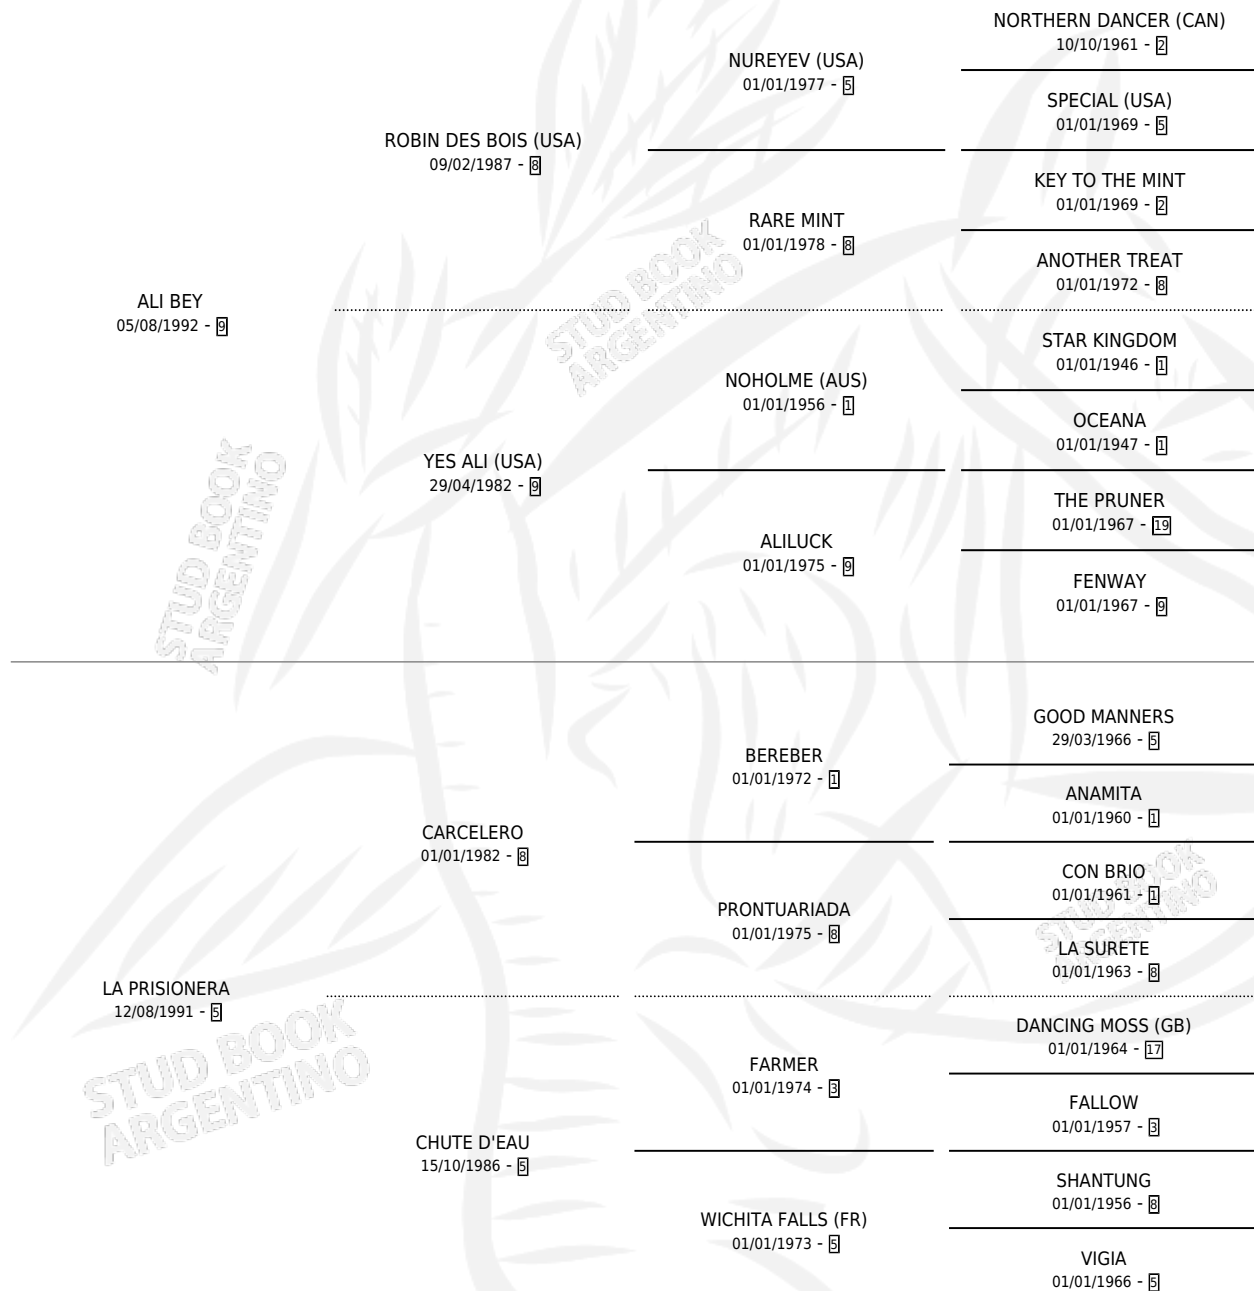 NORTHERN DANCER (CAN)
10/10/1961 - 2
NUREYEV (USA)
01/01/1977 - 5
SPECIAL (USA)
01/01/1969 - 5
ROBIN DES BOIS (USA)
09/02/1987 - 8
KEY TO THE MINT
01/01/1969 - 2
RARE MINT
01/01/1978 - 8
ANOTHER TREAT
01/01/1972 - 8
ALI BEY
05/08/1992 - 9
STUD BOOK
ARGENTINO
STAR KINGDOM
01/01/1946 - 1
NOHOLME (AUS)
01/01/1956 - 1
OCEANA
01/01/1947 - 1
YES ALI (USA)
29/04/1982 - 9
THE PRUNER
01/01/1967 - 19
ALILUCK
01/01/1975 - 9
FENWAY
01/01/1967 - 9
STUD BOOK
ARGENTINO
GOOD MANNERS
29/03/1966 - 5
BEREBER
01/01/1972 - 1
ANAMITA
01/01/1960 - 1
CARCELERO
01/01/1982 - 8
CON BRIO
01/01/1961 - 1
PRONTUARIADA
01/01/1975 - 8
STUD BOOK
ARGENTINO
LA SURETE
01/01/1963 - 8
LA PRISIONERA
12/08/1991 - 5
STUD BOOK
ARGENTINO
DANCING MOSS (GB)
01/01/1964 - 17
FARMER
01/01/1974 - 3
FALLOW
01/01/1957 - 3
CHUTE D'EAU
15/10/1986 - 5
SHANTUNG
01/01/1956 - 8
WICHITA FALLS (FR)
01/01/1973 - 5
VIGIA
01/01/1966 - 5